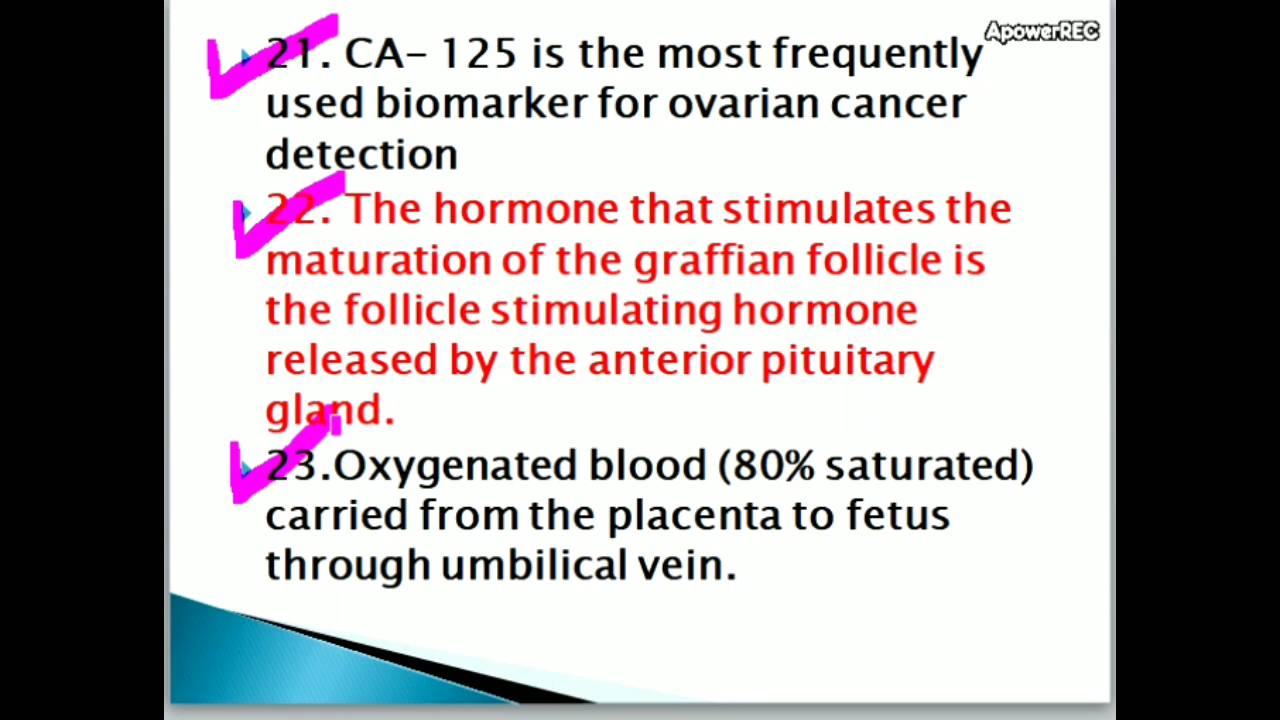 ApowerREC
21. CA- 125 is the most frequently
used biomarker for ovarian cancer
detection
22. The hormone that stimulates the
maturation of the graffian follicle is
the follicle stimulating hormone
released by the anterior pituitary
gland.
23.Oxygenated blood (80% saturated)
carried from the placenta to fetus
through umbilical vein.